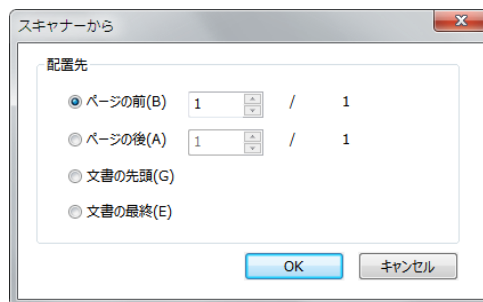 スキャナーから
配置先
ページの前(B) 1 / 1
ページの後(A) 1 / 1
文書の先頭(G)
文書の最終(E)
OK キャンセル